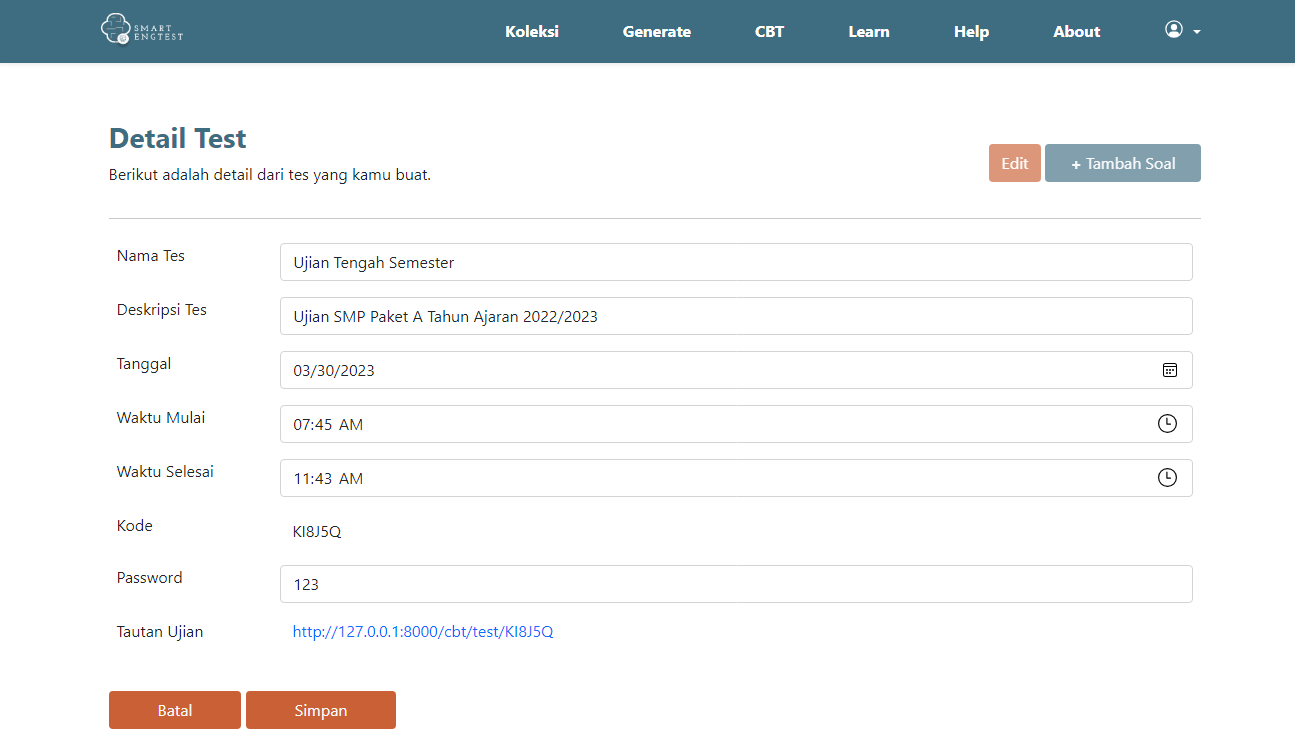 SMART
ENGTEST
Koleksi Generate CBT Learn Help About
Detail Test
Berikut adalah detail dari tes yang kamu buat.
Edit + Tambah Soal
Nama Tes Ujian Tengah Semester
Deskripsi Tes Ujian SMP Paket A Tahun Ajaran 2022/2023
Tanggal 03/30/2023
Waktu Mulai 07:45 AM
Waktu Selesai 11:43 AM
Kode KI8J5Q
Password 123
Tautan Ujian http://127.0.0.1:8000/cbt/test/KI8J5Q
Batal Simpan